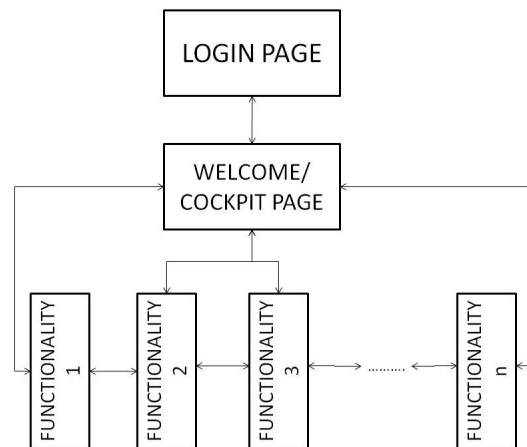 LOGIN PAGE
WELCOME/
COCKPIT PAGE
FUNCTIONALITY
1
FUNCTIONALITY
2
FUNCTIONALITY
3
..........
FUNCTIONALITY
n